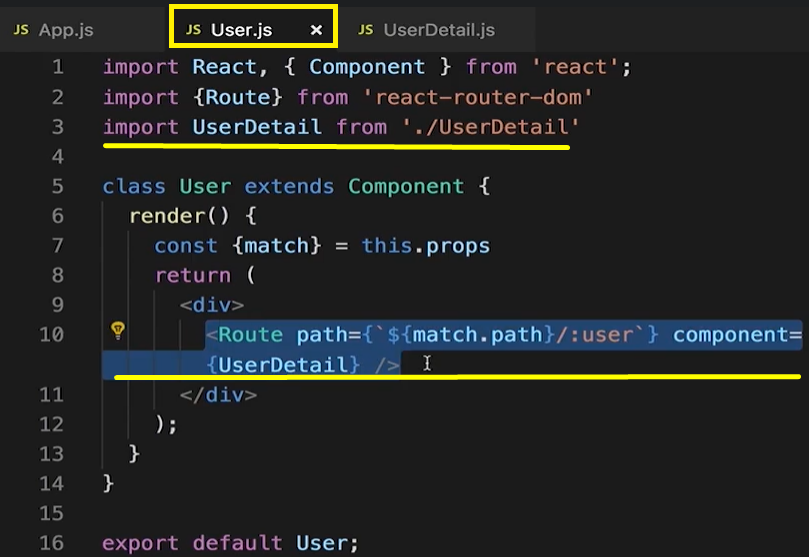 JS App.js JS User.js × JS UserDetail.js
1 import React, { Component } from 'react';
2 import {Route} from 'react-router-dom'
3 import UserDetail from './UserDetail'
4
5 class User extends Component {
6 render() {
7 const {match} = this.props
8 return (
9 <div>
10 <Route path={`${match.path}/:user`} component=
{UserDetail} />
11 </div>
12 );
13 }
14 }
15
16 export default User;